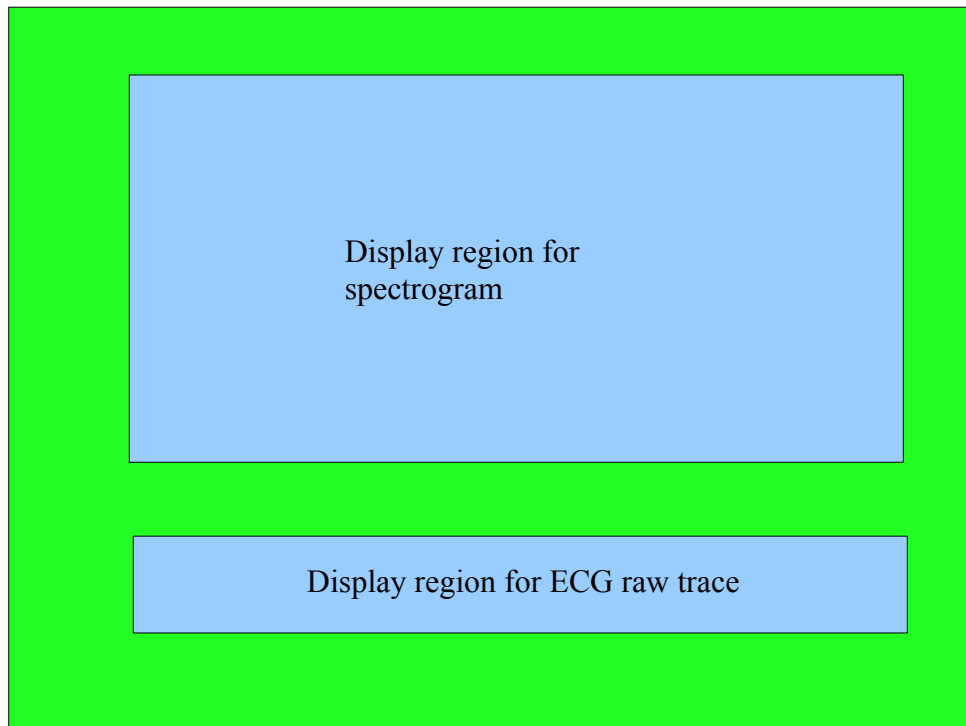 Display region for
spectrogram
Display region for ECG raw trace